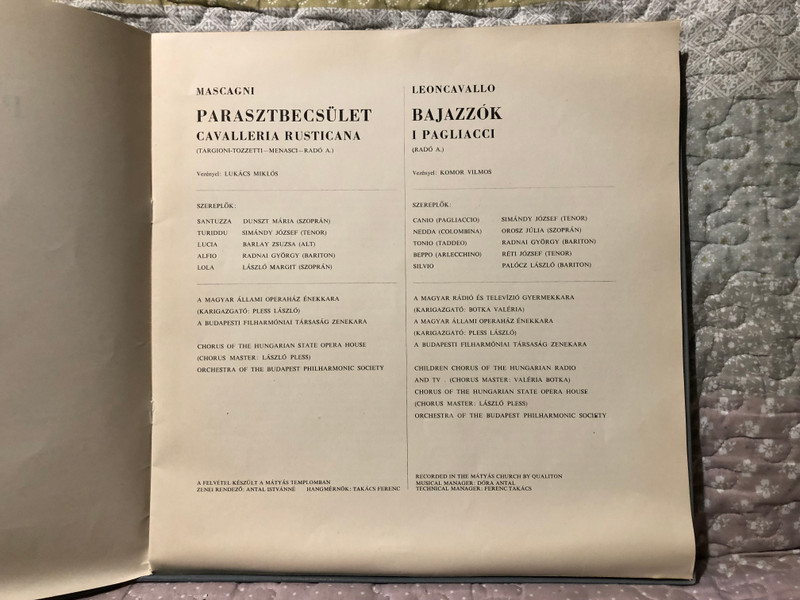 MASCAGNI
PARASZTBECSÜLET
CAVALLERIA RUSTICANA
(TARGIONI-TOZZETTI—MENASCI—RADÓ A.)
Vezényel: LUKÁCS MIKLÓS
SZEREPLŐK:
SANTUZZA DUNSZT MÁRIA (SZOPRÁN)
TURIDDU SIMÁNDY JÓZSEF (TENOR)
LUCIA BARLAY ZSUZSA (ALT)
ALFIO RADNAI GYÖRGY (BARITON)
LOLA LÁSZLÓ MARGIT (SZOPRÁN)
A MAGYAR ÁLLAMI OPERAHÁZ ÉNEKKARA
(KARIGAZGATÓ: PLESS LÁSZLÓ)
A BUDAPESTI FILHARMÓNIAI TÁRSASÁG ZENEKARA
CHORUS OF THE HUNGARIAN STATE OPERA HOUSE
(CHORUS MASTER: LÁSZLÓ PLESS)
ORCHESTRA OF THE BUDAPEST PHILHARMONIC SOCIETY
A FELVÉTEL KÉSZÜLT A MÁTYÁS TEMPLOMBAN
ZENEI RENDEZŐ: ANTAL ISTVÁNNÉ HANGMÉRNÖK: TAKÁCS FERENC
LEONCAVALLO
BAJAZZÓK
I PAGLIACCI
(RADÓ A.)
Vezényel: KOMOR VILMOS
SZEREPLŐK:
CANIO (PAGLIACCIO) SIMÁNDY JÓZSEF (TENOR)
NEDDA (COLOMBINA) OROSZ JÚLIA (SZOPRÁN)
TONIO (TADDEO) RADNAI GYÖRGY (BARITON)
BEPPO (ARLECCHINO) RÉTI JÓZSEF (TENOR)
SILVIO PALÓCZ LÁSZLÓ (BARITON)
A MAGYAR RÁDIÓ ÉS TELEVÍZIÓ GYERMEKKARA
(KARIGAZGATÓ: BOTKA VALÉRIA)
A MAGYAR ÁLLAMI OPERAHÁZ ÉNEKKARA
(KARIGAZGATÓ: PLESS LÁSZLÓ)
A BUDAPESTI FILHARMÓNIAI TÁRSASÁG ZENEKARA
CHILDREN CHORUS OF THE HUNGARIAN RADIO
AND TV . (CHORUS MASTER: VALÉRIA BOTKA)
CHORUS OF THE HUNGARIAN STATE OPERA HOUSE
(CHORUS MASTER: LÁSZLÓ PLESS)
ORCHESTRA OF THE BUDAPEST PHILHARMONIC SOCIETY
RECORDED IN THE MÁTYÁS CHURCH BY QUALITON
MUSICAL MANAGER: DÓRA ANTAL
TECHNICAL MANAGER: FERENC TAKÁCS